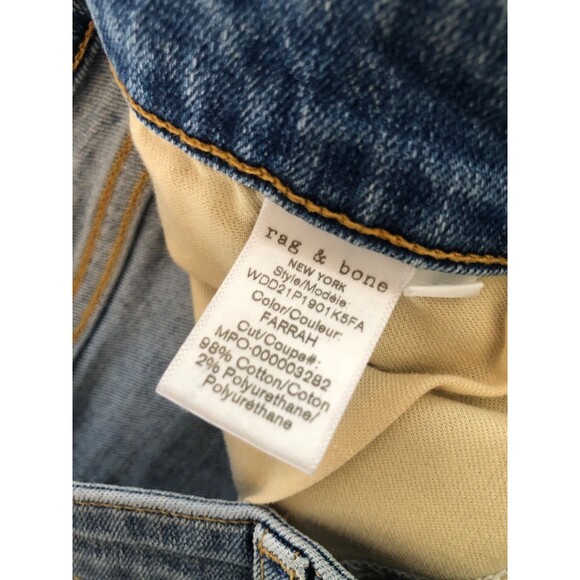 rag & bone
NEW YORK
Style/Modèle:
WDD21P1901K5FA
Color/Couleur:
FARRAH
Cut/Coupe#:
MPO-000003282
98% Cotton/Coton
2% Polyurethane/
Polyuréthane